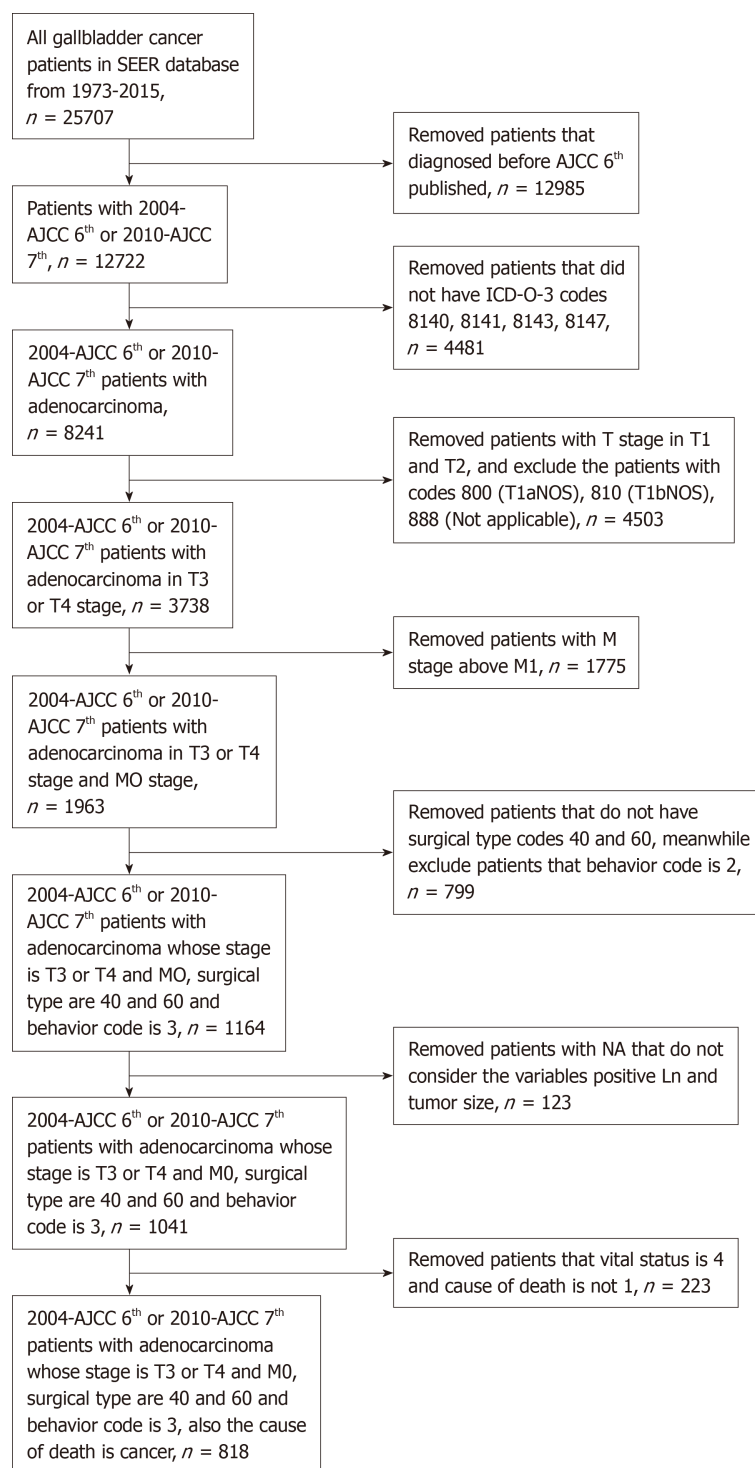 All gallbladder cancer
patients in SEER database
from 1973-2015,
n = 25707
Removed patients that
diagnosed before AJCC 6th
published, n = 12985
Patients with 2004-
AJCC 6th or 2010-AJCC
7th, n = 12722
Removed patients that did
not have ICD-O-3 codes
8140, 8141, 8143, 8147,
n = 4481
2004-AJCC 6th or 2010-
AJCC 7th patients with
adenocarcinoma,
n = 8241
Removed patients with T stage in T1
and T2, and exclude the patients with
codes 800 (T1aNOS), 810 (T1bNOS),
888 (Not applicable), n = 4503
2004-AJCC 6th or 2010-
AJCC 7th patients with
adenocarcinoma in T3
or T4 stage, n = 3738
Removed patients with M
stage above M1, n = 1775
2004-AJCC 6th or 2010-
AJCC 7th patients with
adenocarcinoma in T3 or T4
stage and MO stage,
n = 1963
Removed patients that do not have
surgical type codes 40 and 60, meanwhile
exclude patients that behavior code is 2,
n = 799
2004-AJCC 6th or 2010-
AJCC 7th patients with
adenocarcinoma whose stage
is T3 or T4 and MO, surgical
type are 40 and 60 and
behavior code is 3, n = 1164
Removed patients with NA that do not
consider the variables positive Ln and
tumor size, n = 123
2004-AJCC 6th or 2010-AJCC 7th
patients with adenocarcinoma whose
stage is T3 or T4 and M0, surgical
type are 40 and 60 and behavior
code is 3, n = 1041
Removed patients that vital status is 4
and cause of death is not 1, n = 223
2004-AJCC 6th or 2010-AJCC 7th
patients with adenocarcinoma
whose stage is T3 or T4 and M0,
surgical type are 40 and 60 and
behavior code is 3, also the cause
of death is cancer, n = 818